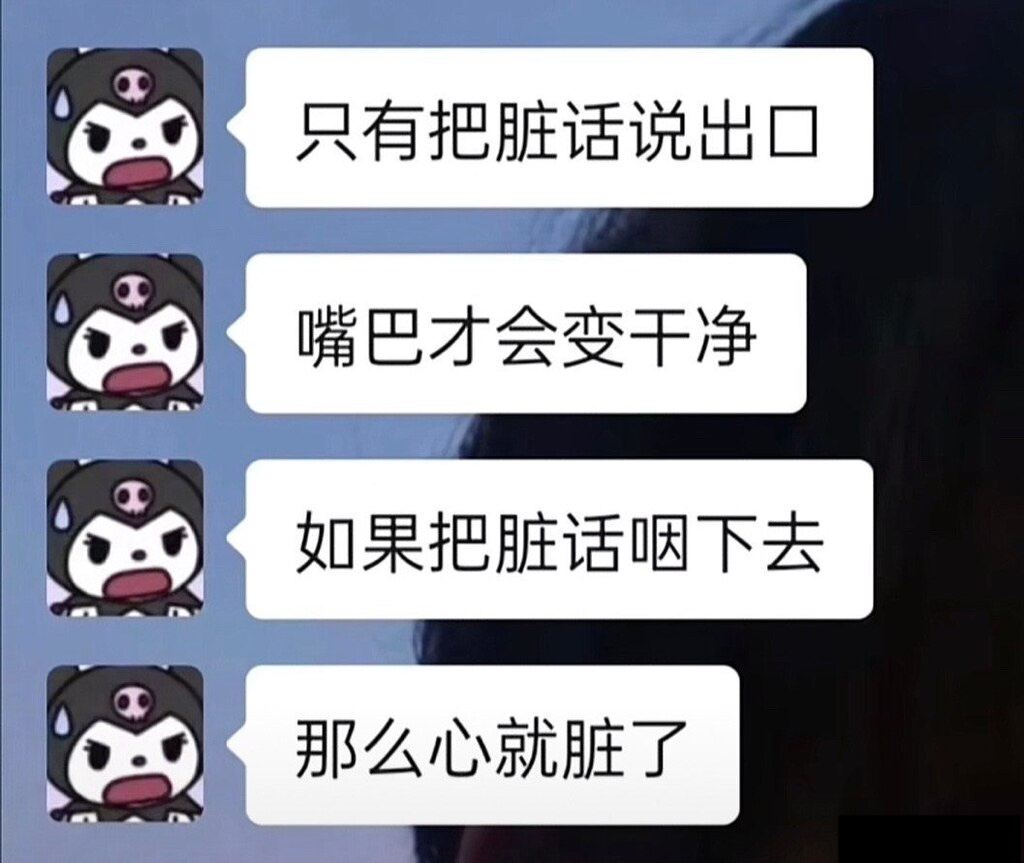 只有把脏话说出口
嘴巴才会变干净
如果把脏话咽下去
那么心就脏了